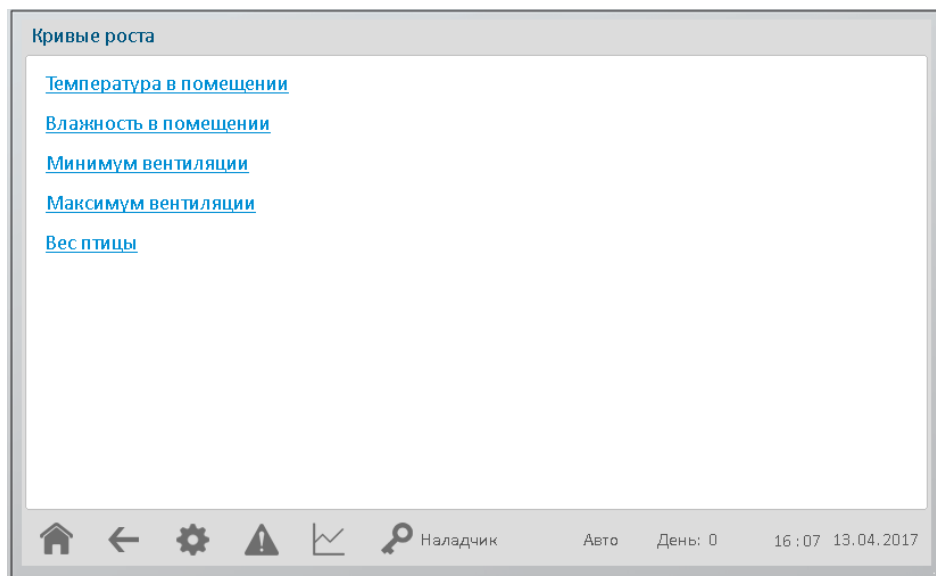 Кривые роста
Температура в помещении
Влажность в помещении
Минимум вентиляции
Максимум вентиляции
Вес птицы
Наладчик Авто День: 0 16:07 13.04.2017